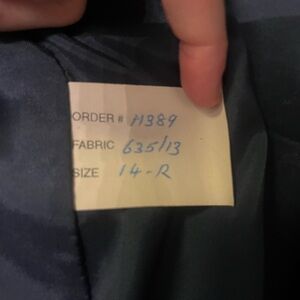 ORDER # 11389
FABRIC 635/13
SIZE 14-R